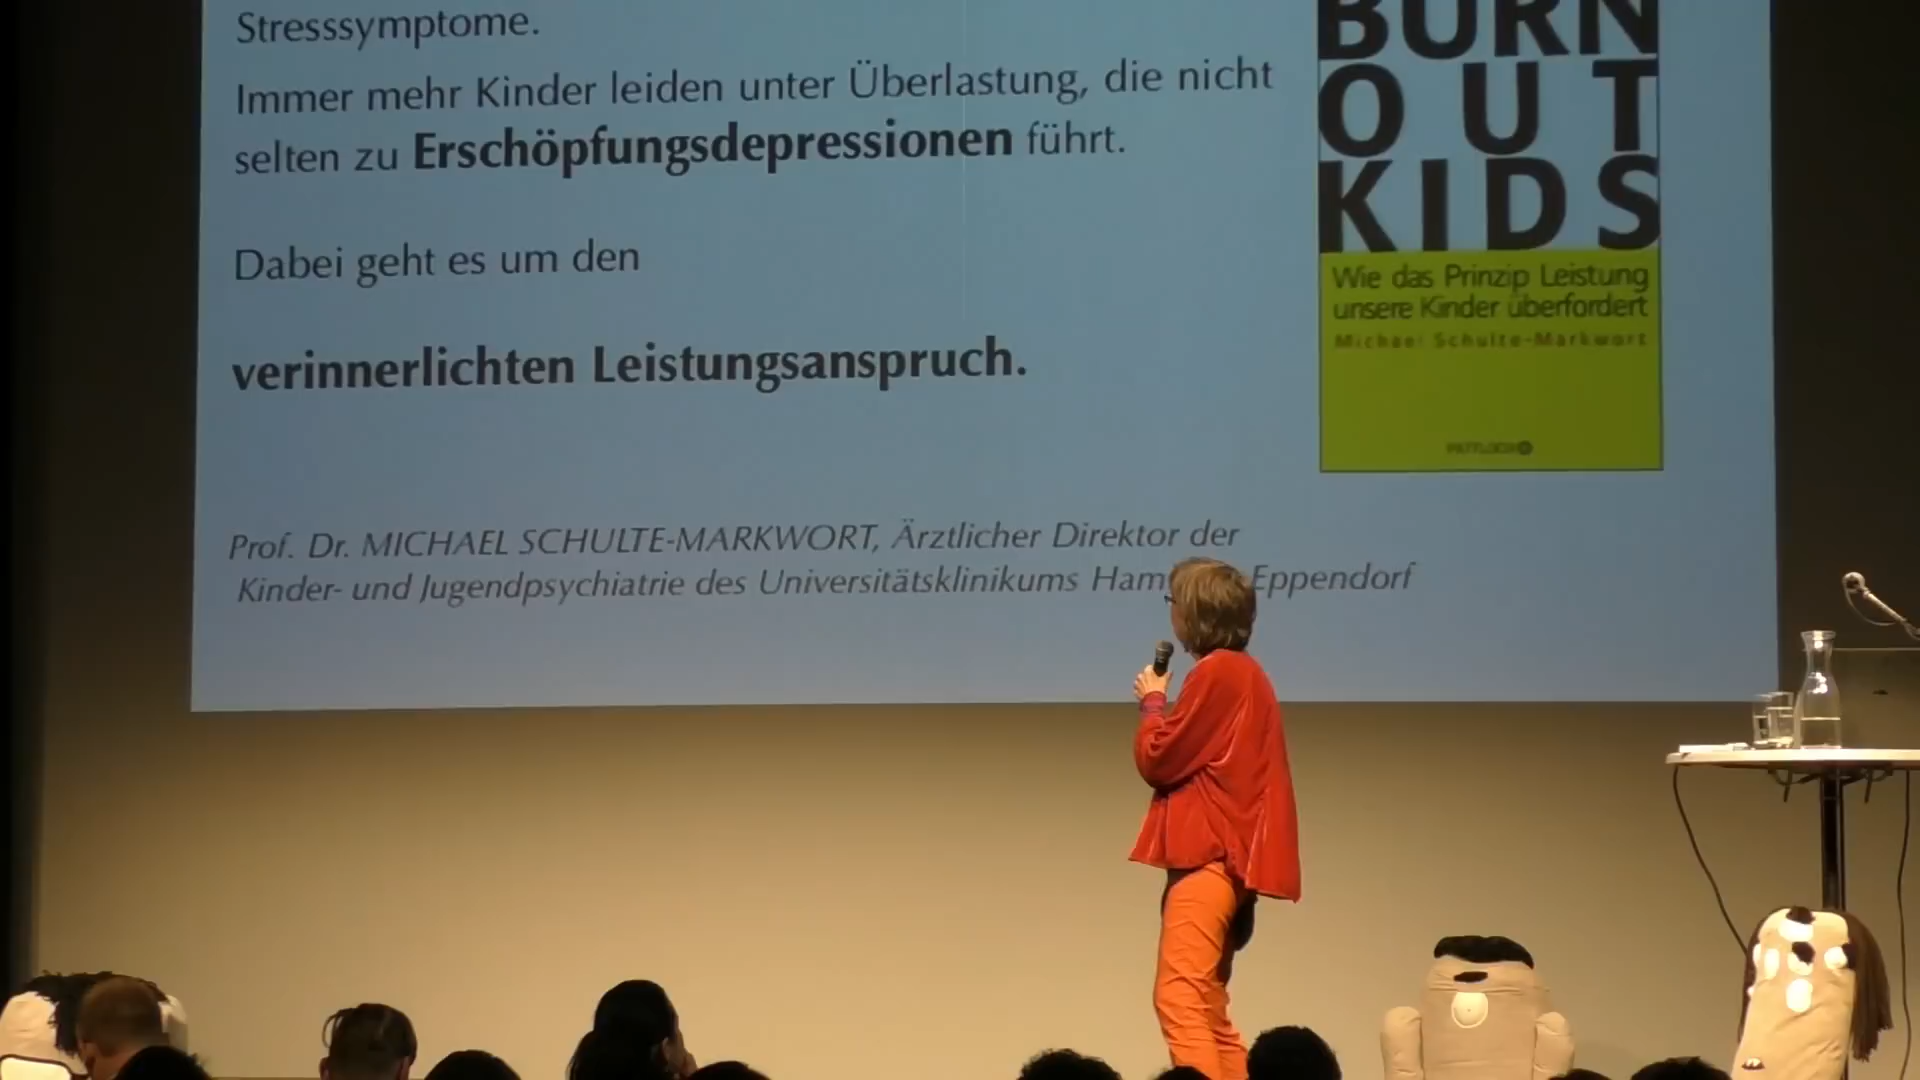 Stresssymptome.
Immer mehr Kinder leiden unter Überlastung, die nicht
selten zu Erschöpfungsdepressionen führt.
Dabei geht es um den
verinnerlichten Leistungsanspruch.
Prof. Dr. MICHAEL SCHULTE-MARKWORT, Ärztlicher Direktor der
Kinder- und Jugendpsychiatrie des Universitätsklinikums Eppendorf
BURN
OUT
KIDS
Wie das Prinzip Leistung
unsere Kinder überfordert
Michael Schulte-Markwort